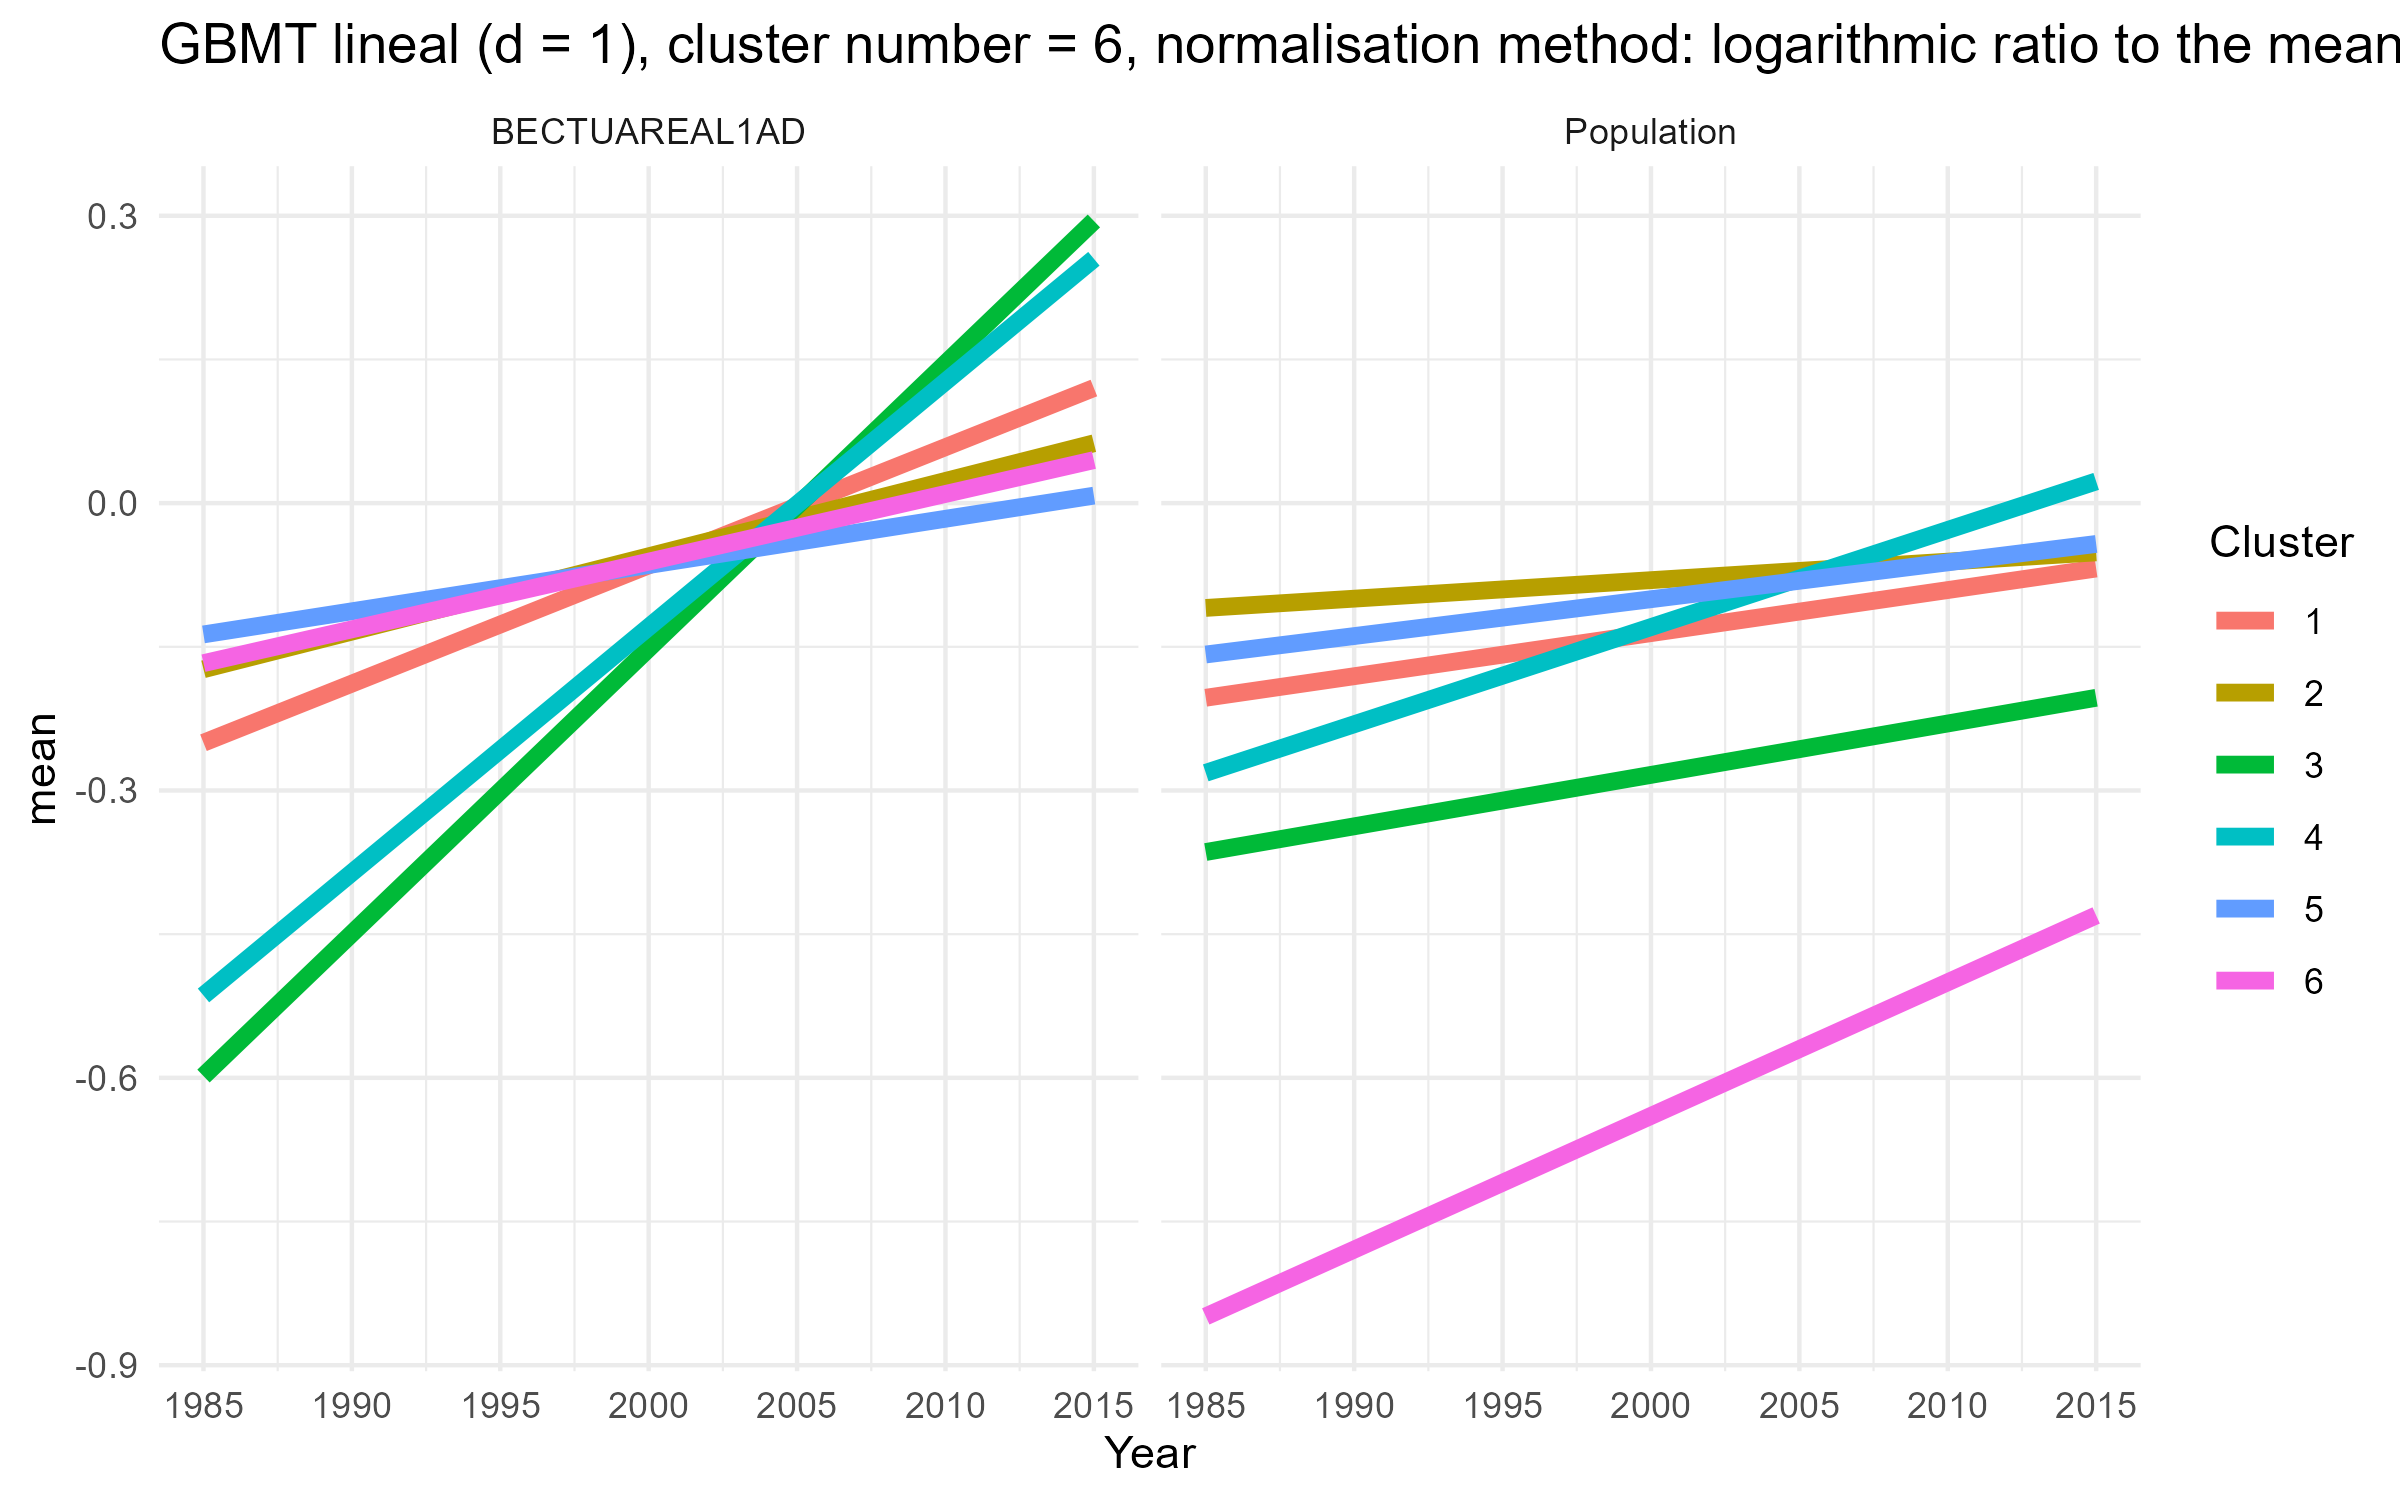 GBMT lineal (d = 1), cluster number = 6, normalisation method: logarithmic ratio to the mean
BECTUAREAL1AD
Population
0.3
0.0
-0.3
-0.6
-0.9
mean
1985 1990 1995 2000 2005 2010 2015
1985 1990 1995 2000 2005 2010 2015
Year
Cluster
1
2
3
4
5
6